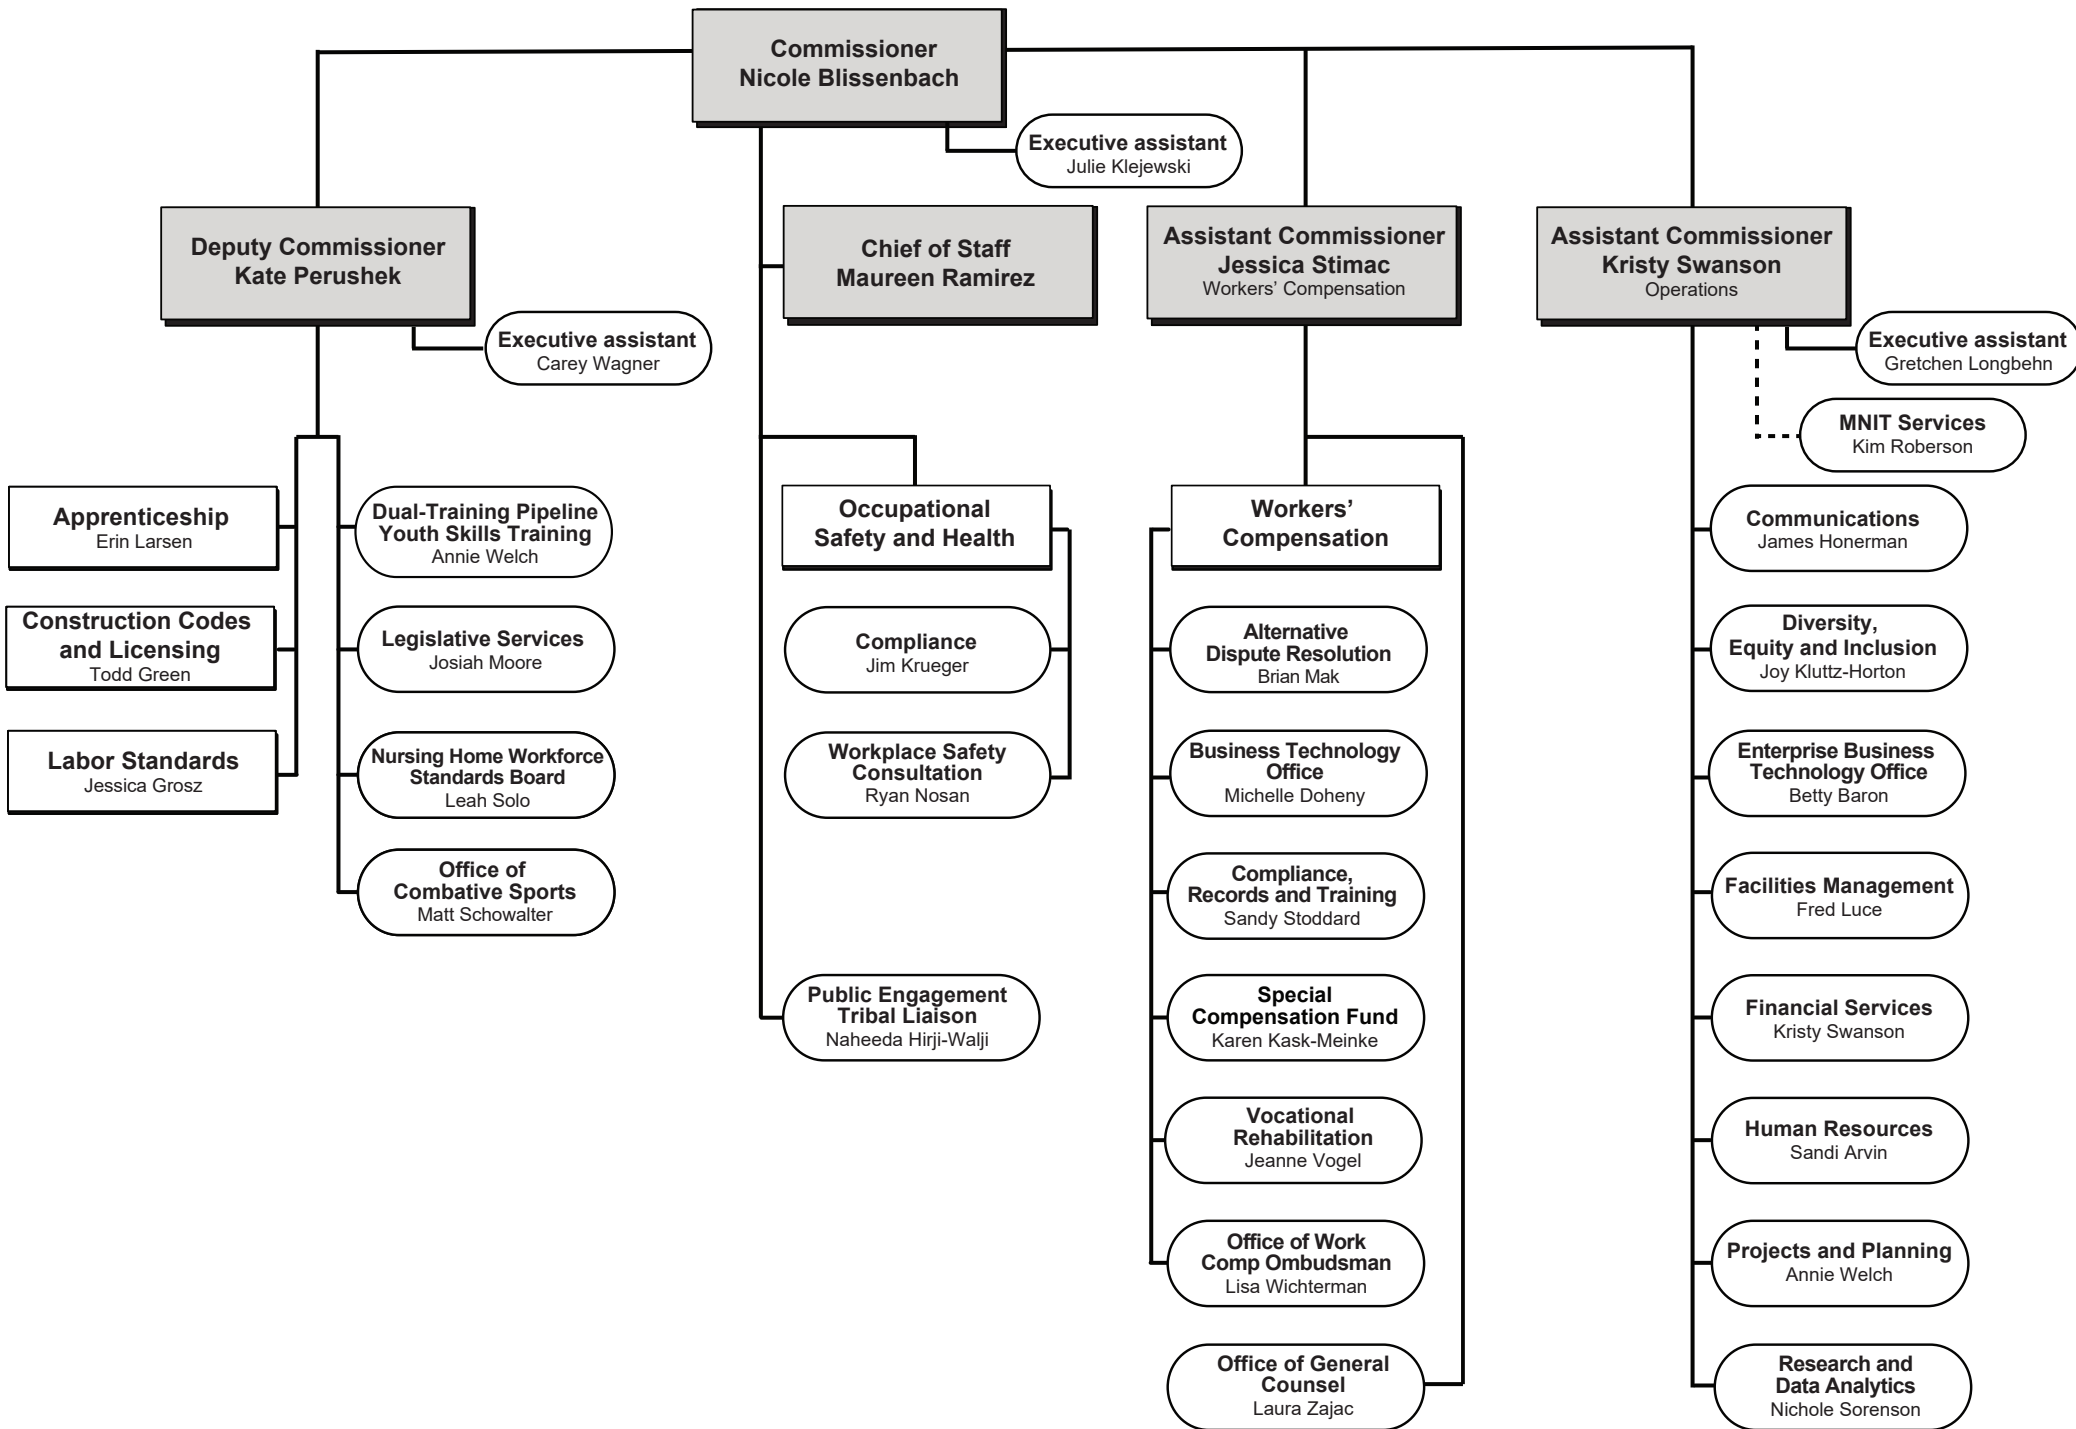 Commissioner
Nicole Blissenbach
Executive assistant
Julie Klejewski
Deputy Commissioner
Kate Perushek
Executive assistant
Carey Wagner
Chief of Staff
Maureen Ramirez
Assistant Commissioner
Jessica Stimac
Workers’ Compensation
Assistant Commissioner
Kristy Swanson
Operations
Executive assistant
Gretchen Longbehn
MNIT Services
Kim Roberson
Apprenticeship
Erin Larsen
Construction Codes
and Licensing
Todd Green
Labor Standards
Jessica Grosz
Dual-Training Pipeline
Youth Skills Training
Annie Welch
Legislative Services
Josiah Moore
Nursing Home Workforce
Standards Board
Leah Solo
Office of
Combative Sports
Matt Schowalter
Occupational
Safety and Health
Compliance
Jim Krueger
Workplace Safety
Consultation
Ryan Nosan
Public Engagement
Tribal Liaison
Naheeda Hirji-Walji
Workers’
Compensation
Alternative
Dispute Resolution
Brian Mak
Business Technology
Office
Michelle Doheny
Compliance,
Records and Training
Sandy Stoddard
Special
Compensation Fund
Karen Kask-Meinke
Vocational
Rehabilitation
Jeanne Vogel
Office of Work
Comp Ombudsman
Lisa Wichterman
Office of General
Counsel
Laura Zajac
Communications
James Honerman
Diversity,
Equity and Inclusion
Joy Kluttz-Horton
Enterprise Business
Technology Office
Betty Baron
Facilities Management
Fred Luce
Financial Services
Kristy Swanson
Human Resources
Sandi Arvin
Projects and Planning
Annie Welch
Research and
Data Analytics
Nichole Sorenson